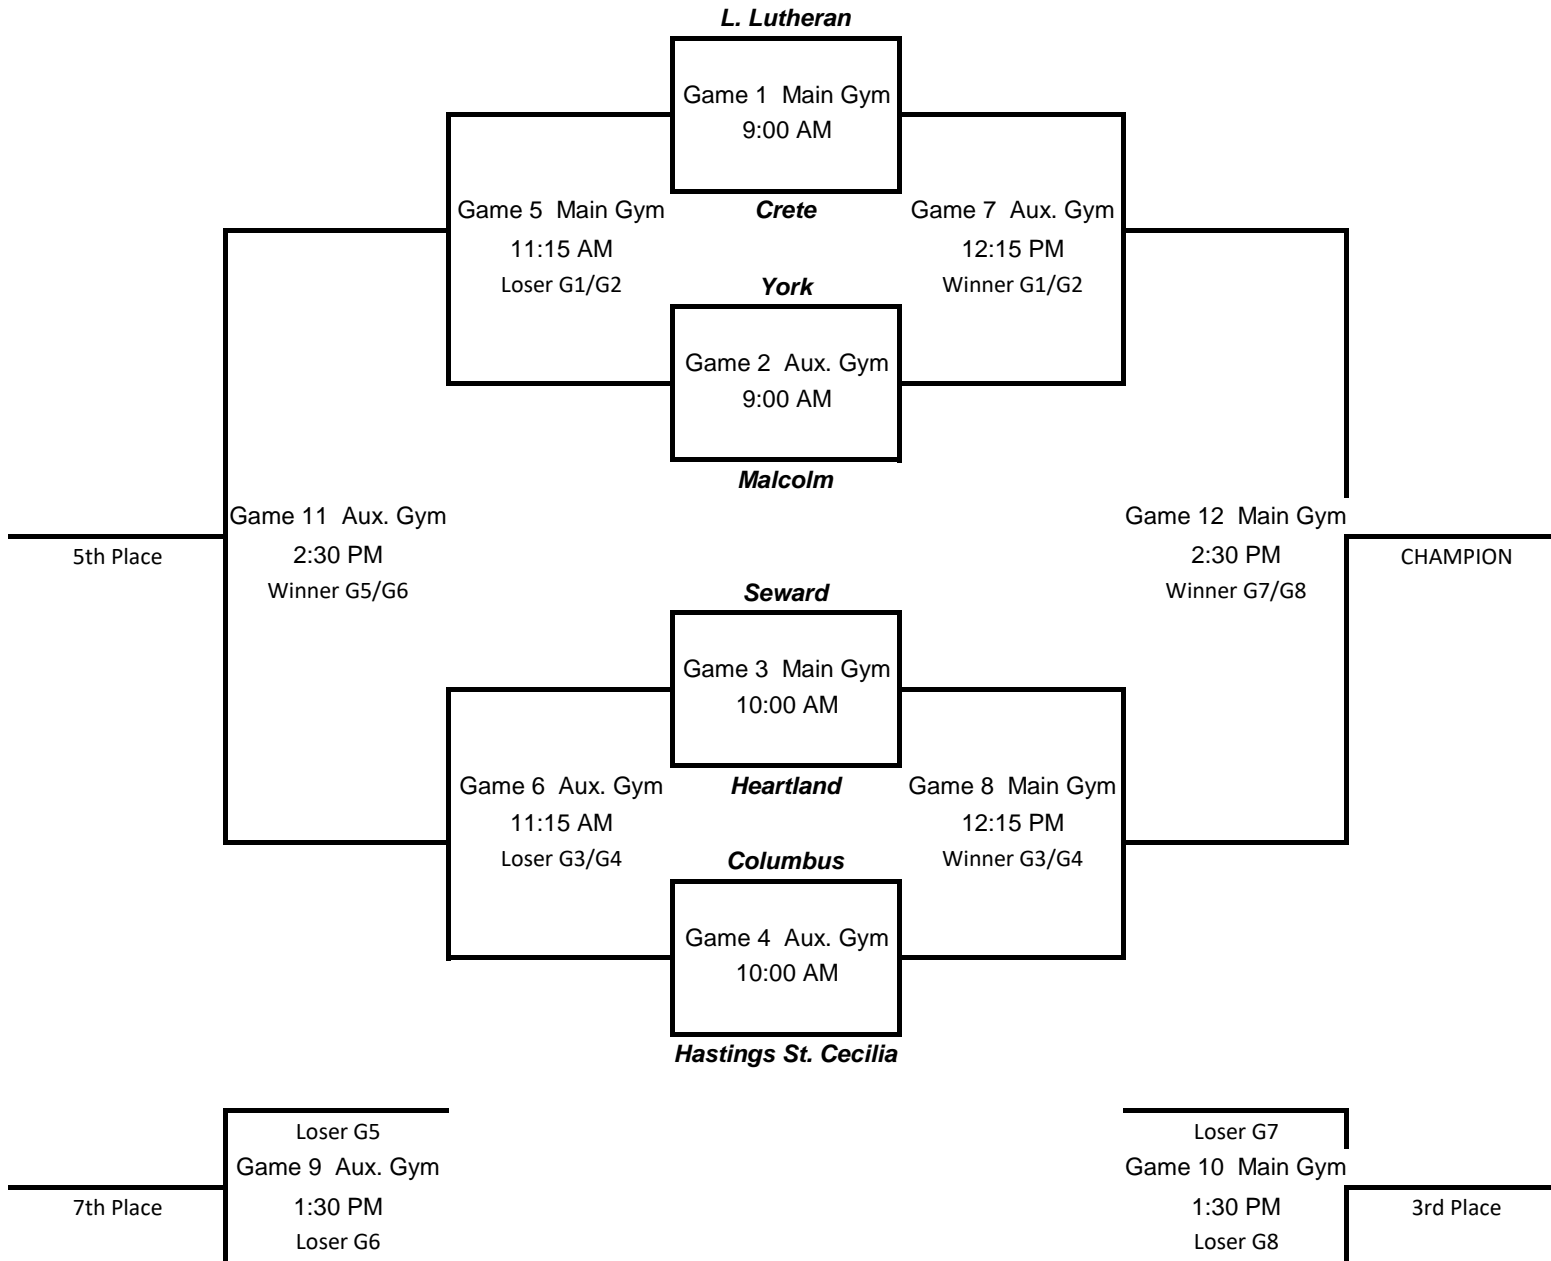 L. Lutheran
Game 1  Main Gym
9:00 AM
Game 5  Main Gym
Crete
Game 7  Aux. Gym
11:15 AM
12:15 PM
Loser G1/G2
York
Winner G1/G2
Game 2  Aux. Gym
9:00 AM
Malcolm
Game 11  Aux. Gym
Game 12  Main Gym
5th Place
2:30 PM
2:30 PM
CHAMPION
Winner G5/G6
Seward
Winner G7/G8
Game 3  Main Gym
10:00 AM
Game 6  Aux. Gym
Heartland
Game 8  Main Gym
11:15 AM
12:15 PM
Loser G3/G4
Columbus
Winner G3/G4
Game 4  Aux. Gym
10:00 AM
Hastings St. Cecilia
Loser G5
Loser G7
Game 9  Aux. Gym
Game 10  Main Gym
7th Place
1:30 PM
1:30 PM
3rd Place
Loser G6
Loser G8